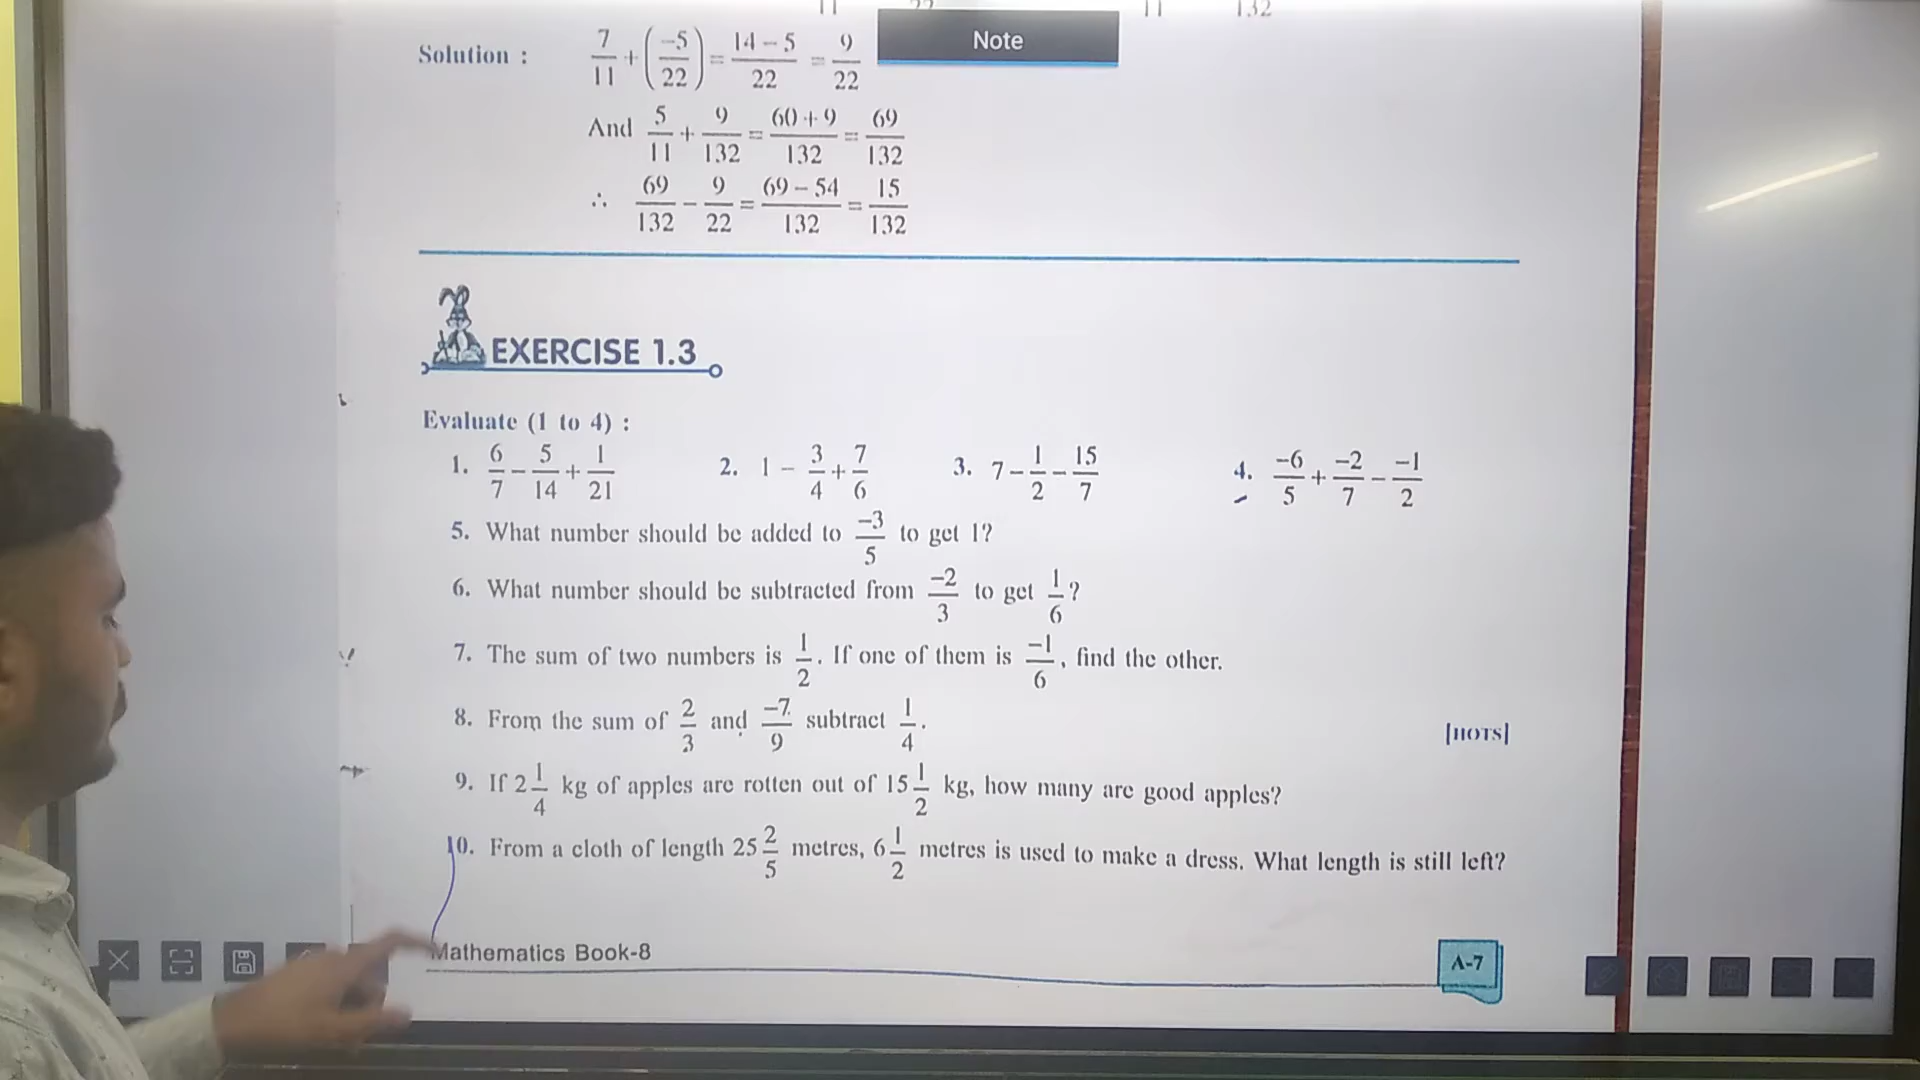 11 22 11 132
Note
Solution : 7/11 + (-5/22) = 14 – 5/22 = 9/22
And 5/11 + 9/132 = 60 + 9/132 = 69/132
∴ 69/132 – 9/22 = 69 – 54/132 = 15/132
EXERCISE 1.3
Evaluate (1 to 4) :
1. 6/7 – 5/14 + 1/21 2. 1 – 3/4 + 7/6 3. 7 – 1/2 – 15/7 4. –6/5 + –2/7 – –1/2
5. What number should be added to –3/5 to get 1?
6. What number should be subtracted from –2/3 to get 1/6?
7. The sum of two numbers is 1/2. If one of them is –1/6, find the other.
8. From the sum of 2/3 and –7/9 subtract 1/4. [HOTS]
9. If 2 1/4 kg of apples are rotten out of 15 1/2 kg, how many are good apples?
10. From a cloth of length 25 2/5 metres, 6 1/2 metres is used to make a dress. What length is still left?
Mathematics Book-8
A-7